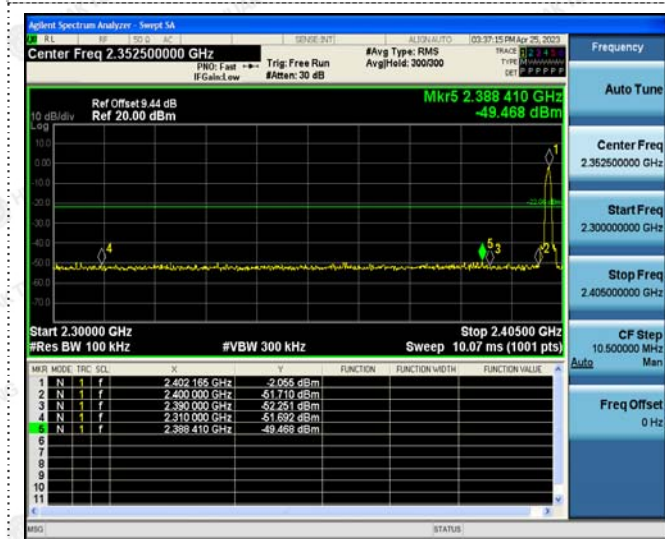 Agilent Spectrum Analyzer - Swept SA
RL RF 50 Ω AC SENSE:INT ALIGN AUTO 03:37:15 PM Apr 25, 2023
Center Freq 2.352500000 GHz
PNO: Fast
IFGain:Low
Trig: Free Run
#Atten: 30 dB
#Avg Type: RMS
Avg|Hold: 300/300
TRACE 1 2 3 4 5 6
TYPE M
DET P P P P P P
Ref Offset 9.44 dB
Ref 20.00 dBm
10 dB/div
Log
Mkr5 2.388 410 GHz
-49.468 dBm
10.0
0.00
-10.0
-20.0
-30.0
-40.0
-50.0
-60.0
-70.0
1
4
5
3
2
Start 2.30000 GHz
Stop 2.40500 GHz
#Res BW 100 kHz
#VBW 300 kHz
Sweep 10.07 ms (1001 pts)
MKR MODE TRC SCL X Y FUNCTION FUNCTION WIDTH FUNCTION VALUE
1 N 1 f 2.402 165 GHz -2.055 dBm
2 N 1 f 2.400 000 GHz -51.710 dBm
3 N 1 f 2.390 000 GHz -52.251 dBm
4 N 1 f 2.310 000 GHz -51.692 dBm
5 N 1 f 2.388 410 GHz -49.468 dBm
6
7
8
9
10
11
MSG
STATUS
Frequency
Auto Tune
Center Freq
2.352500000 GHz
Start Freq
2.300000000 GHz
Stop Freq
2.405000000 GHz
CF Step
10.500000 MHz
Auto Man
Freq Offset
0 Hz